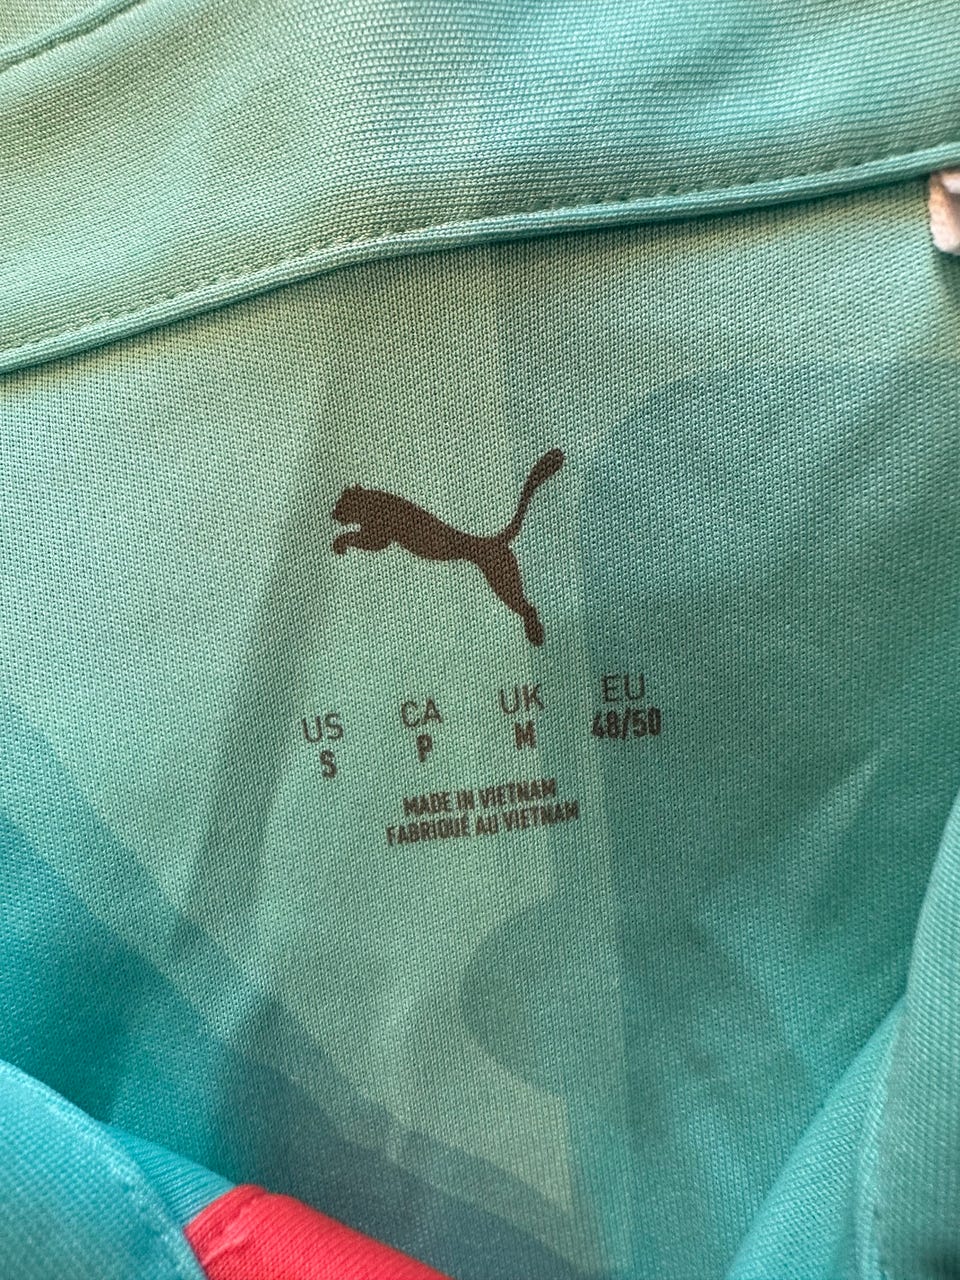 US CA UK EU
S P M 48/50
MADE IN VIETNAM
FABRIQUÉ AU VIETNAM